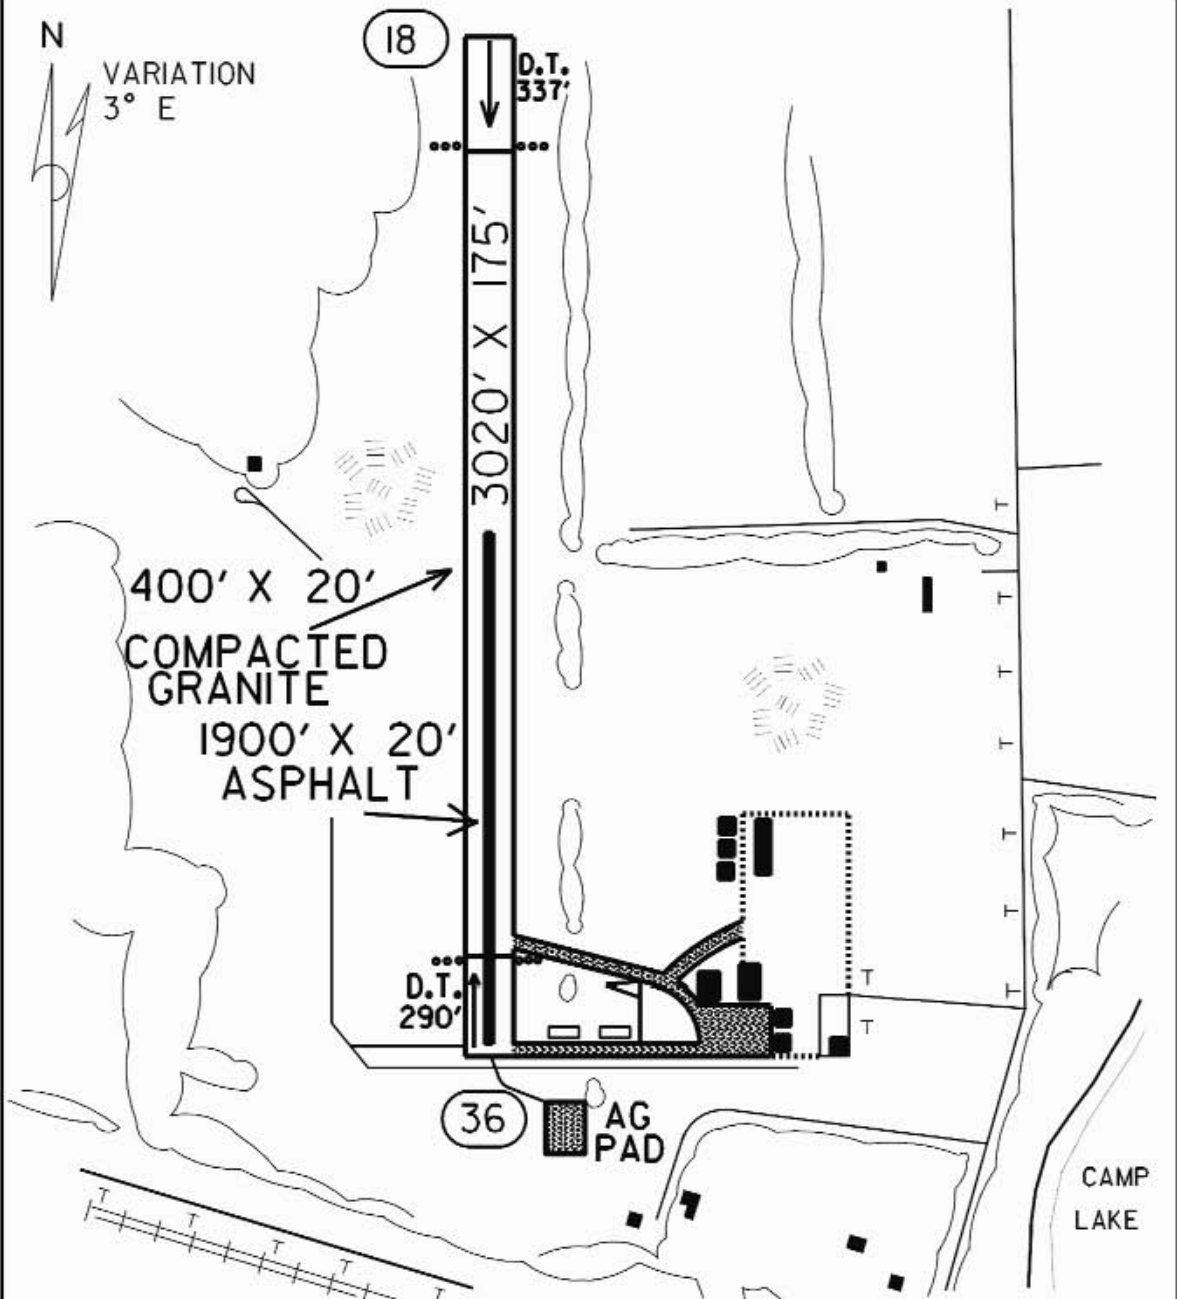 N
VARIATION
3° E
18
D.T.
337'
3020' X 175'
400' X 20'
COMPACTED
GRANITE
1900' X 20'
ASPHALT
D.T.
290'
36
AG
PAD
CAMP
LAKE
T
T
T
T
T
T
T
T
T
T
T
T
T
T